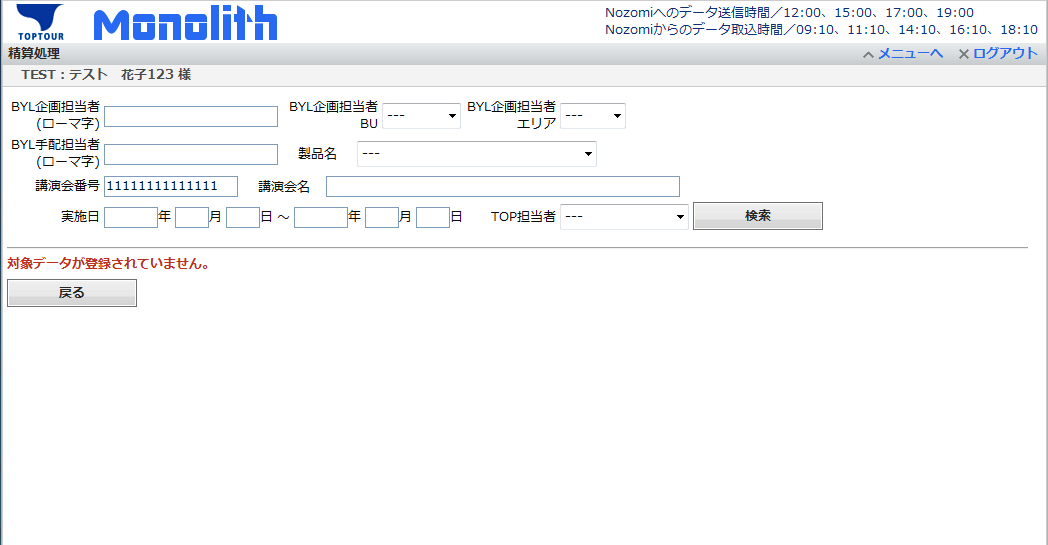 TOPTOUR
Monolith
Nozomiへのデータ送信時間／12:00、15:00、17:00、19:00
Nozomiからのデータ取込時間／09:10、11:10、14:10、16:10、18:10
精算処理
メニューへ
ログアウト
TEST：テスト　花子123 様
BYL企画担当者
(ローマ字)
BYL企画担当者
BU
---
BYL企画担当者
エリア
---
BYL手配担当者
(ローマ字)
製品名
---
講演会番号
11111111111111
講演会名
実施日
年
月
日 ～
年
月
日
TOP担当者
---
検索
対象データが登録されていません。
戻る